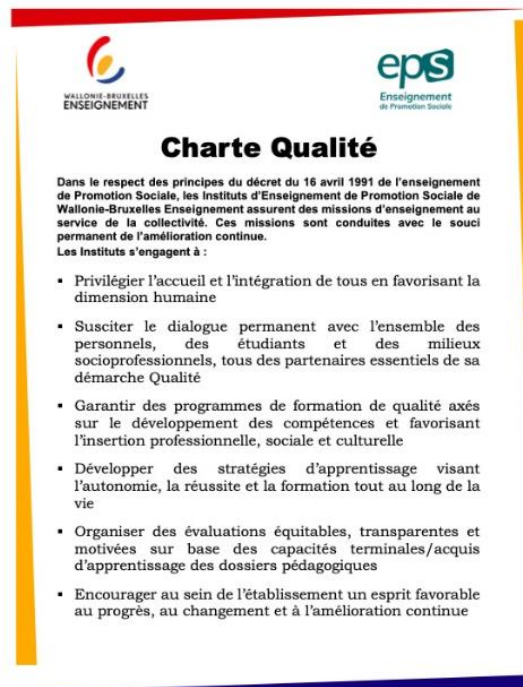 WALLONIE-BRUXELLES
ENSEIGNEMENT
eps
Enseignement
de Promotion Sociale
Charte Qualité
Dans le respect des principes du décret du 16 avril 1991 de l'enseignement
de Promotion Sociale, les Instituts d'Enseignement de Promotion Sociale de
Wallonie-Bruxelles Enseignement assurent des missions d'enseignement au
service de la collectivité. Ces missions sont conduites avec le souci
permanent de l'amélioration continue.
Les Instituts s'engagent à :
▪ Privilégier l'accueil et l'intégration de tous en favorisant la
dimension humaine
▪ Susciter le dialogue permanent avec l'ensemble des
personnels, des étudiants et des milieux
socioprofessionnels, tous des partenaires essentiels de sa
démarche Qualité
▪ Garantir des programmes de formation de qualité axés
sur le développement des compétences et favorisant
l'insertion professionnelle, sociale et culturelle
▪ Développer des stratégies d'apprentissage visant
l'autonomie, la réussite et la formation tout au long de la
vie
▪ Organiser des évaluations équitables, transparentes et
motivées sur base des capacités terminales/acquis
d'apprentissage des dossiers pédagogiques
▪ Encourager au sein de l'établissement un esprit favorable
au progrès, au changement et à l'amélioration continue